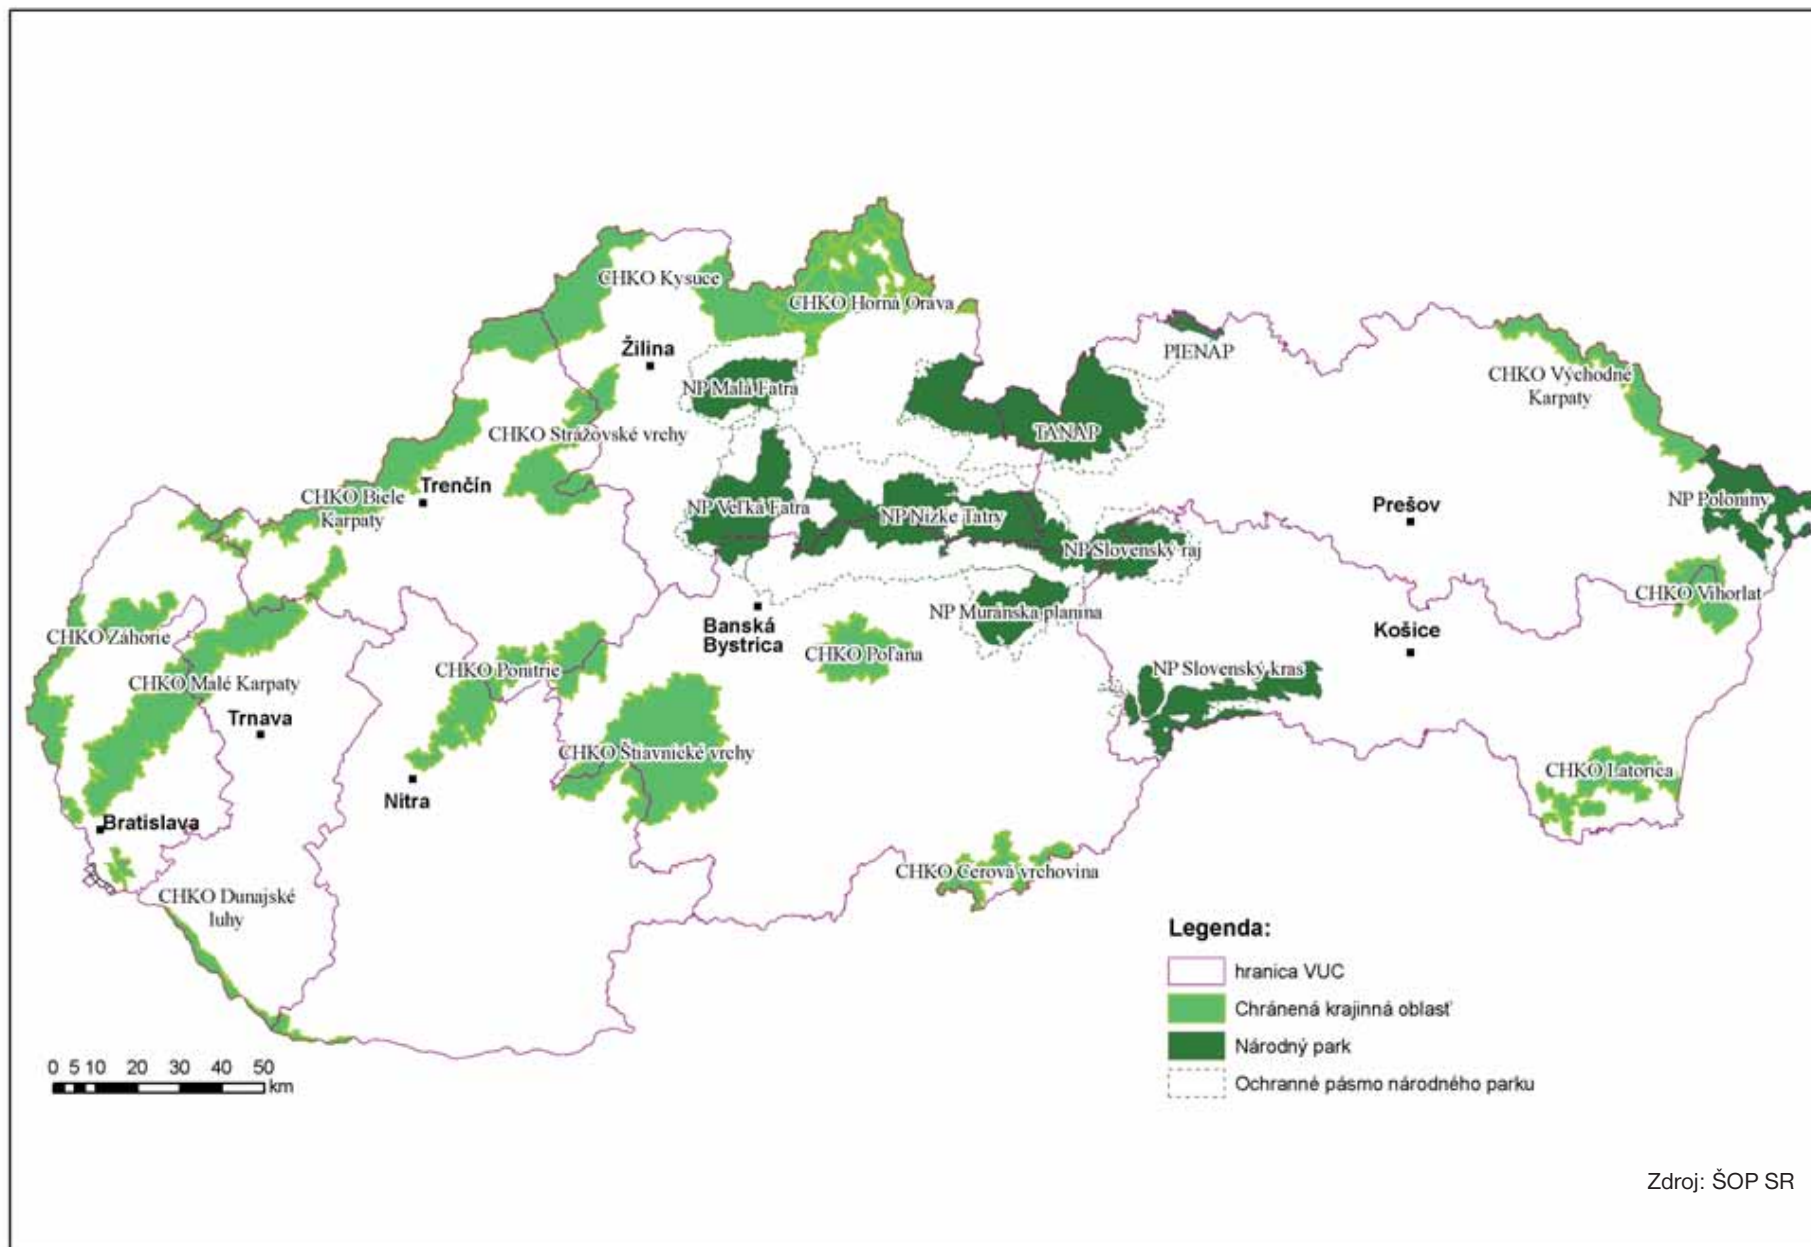 CHKO Kysuce
CHKO Horná Orava
Žilina
PIENAP
NP Malá Fatra
CHKO Východné
Karpaty
CHKO Strážovské vrchy
TANAP
Trenčín
CHKO Biele
Karpaty
NP Veľká Fatra
NP Nízke Tatry
Prešov
NP Poloniny
NP Slovenský raj
CHKO Vihorlat
NP Muránska planina
Banská
Bystrica
Košice
CHKO Záhorie
CHKO Poľana
CHKO Ponitrie
NP Slovenský kras
CHKO Malé Karpaty
Trnava
CHKO Štiavnické vrchy
CHKO Latorica
Nitra
Bratislava
CHKO Cerová vrchovina
CHKO Dunajské
luhy
Legenda:
hranica VUC
Chránená krajinná oblasť
Národný park
Ochranné pásmo národného parku
0 5 10 20 30 40 50
km
Zdroj: ŠOP SR